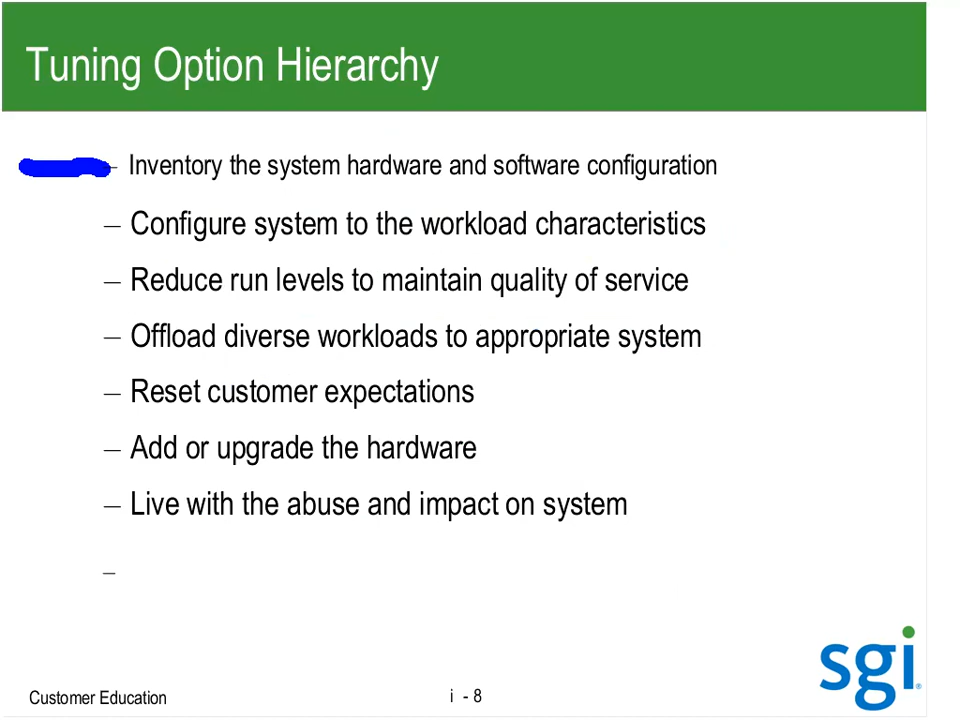 Tuning Option Hierarchy
– Inventory the system hardware and software configuration
– Configure system to the workload characteristics
– Reduce run levels to maintain quality of service
– Offload diverse workloads to appropriate system
– Reset customer expectations
– Add or upgrade the hardware
– Live with the abuse and impact on system
–
sgi®
Customer Education
i - 8